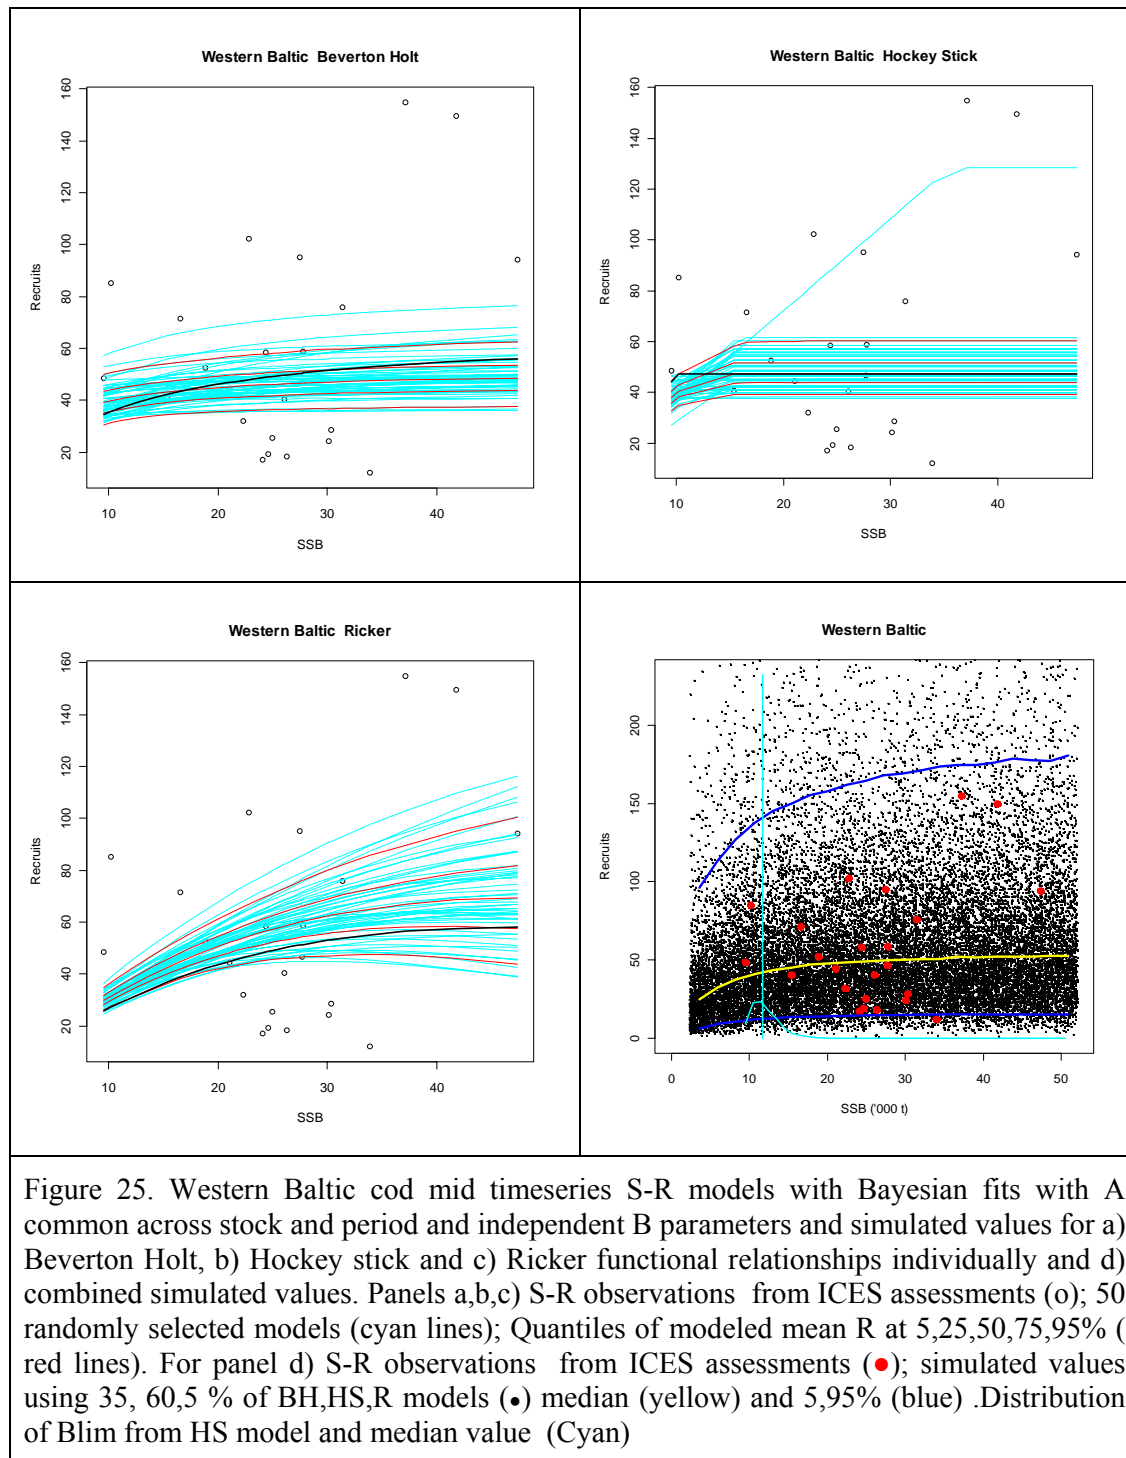 Western Baltic Beverton Holt
160
140
120
100
80
60
40
20
Recruits
10 20 30 40
SSB
Western Baltic Hockey Stick
160
140
120
100
80
60
40
20
Recruits
10 20 30 40
SSB
Western Baltic Ricker
160
140
120
100
80
60
40
20
Recruits
10 20 30 40
SSB
Western Baltic
200
150
100
50
0
Recruits
0 10 20 30 40 50
SSB ('000 t)
Figure 25. Western Baltic cod mid timeseries S-R models with Bayesian fits with A
common across stock and period and independent B parameters and simulated values for a)
Beverton Holt, b) Hockey stick and c) Ricker functional relationships individually and d)
combined simulated values. Panels a,b,c) S-R observations from ICES assessments (o); 50
randomly selected models (cyan lines); Quantiles of modeled mean R at 5,25,50,75,95% (
red lines). For panel d) S-R observations from ICES assessments (●); simulated values
using 35, 60,5 % of BH,HS,R models (•) median (yellow) and 5,95% (blue) .Distribution
of Blim from HS model and median value (Cyan)